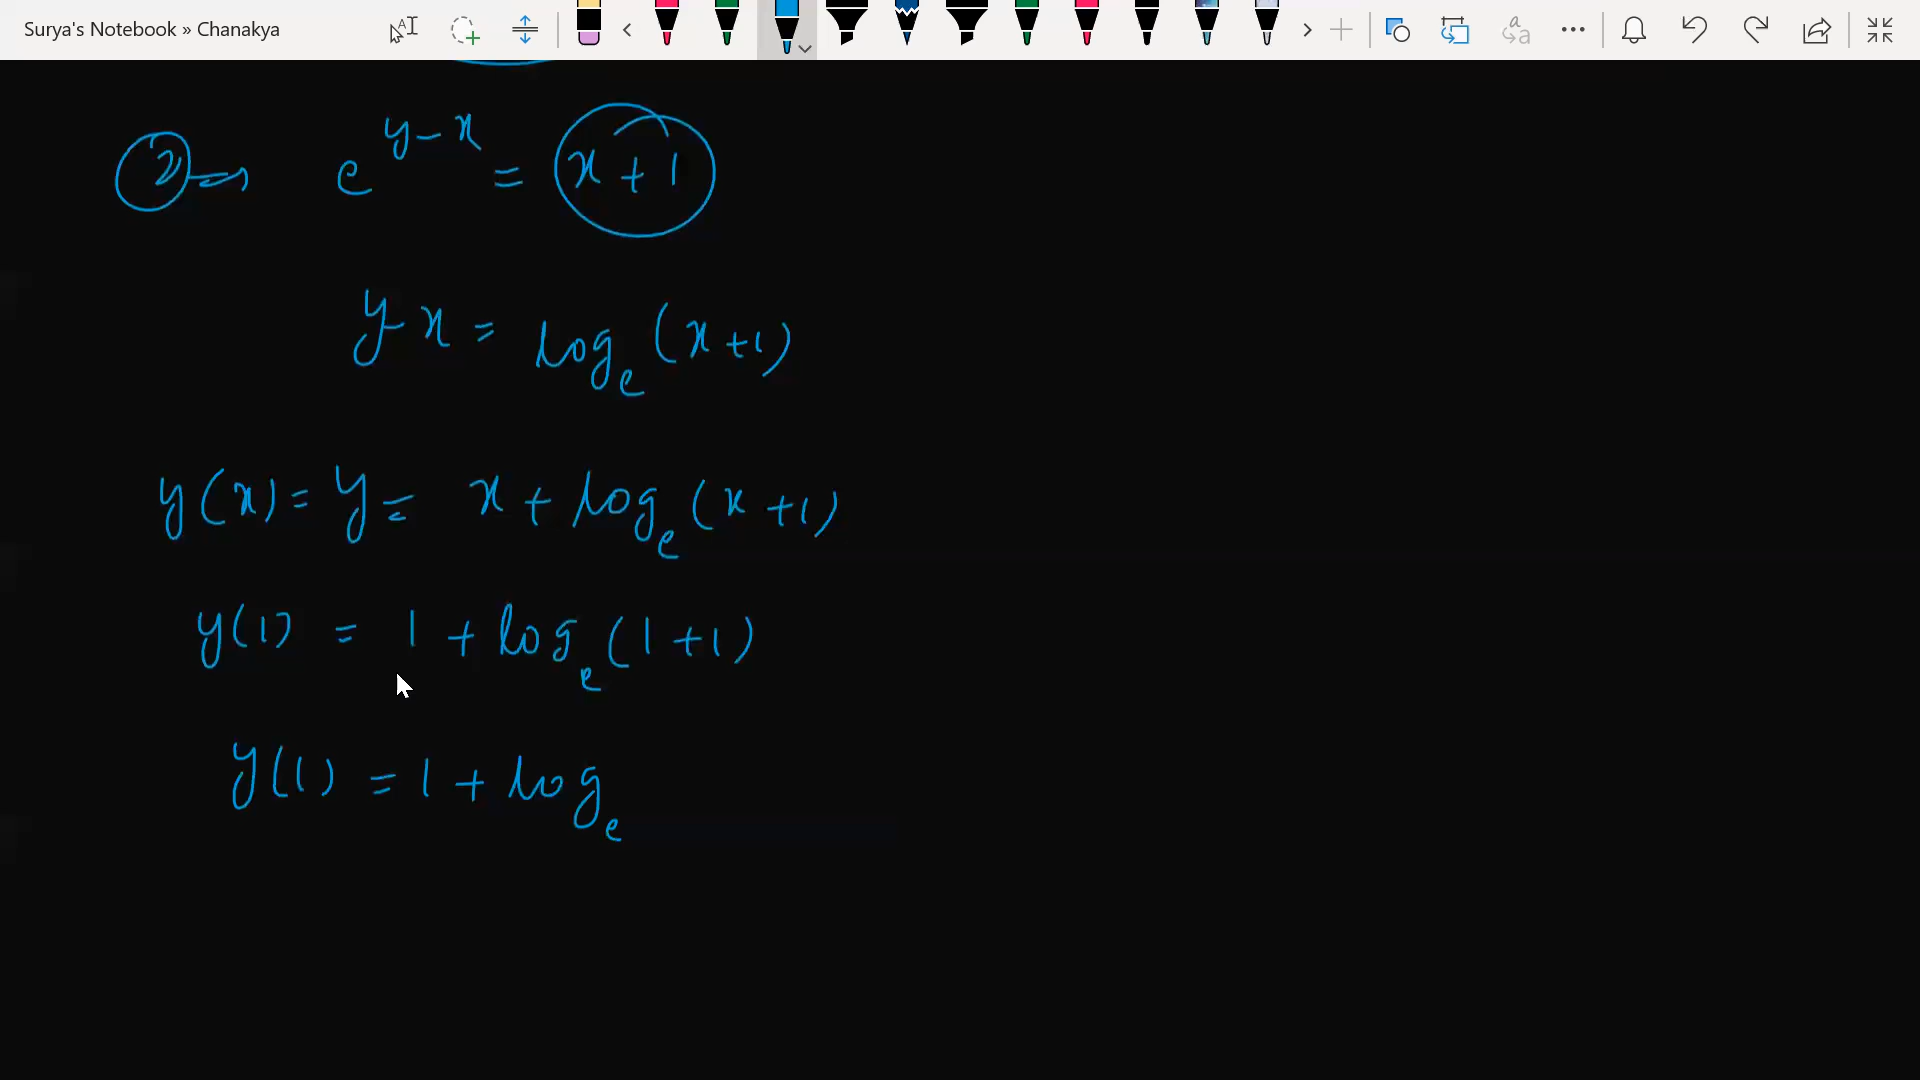 Surya's Notebook » Chanakya
② → e^{y-x} = x + 1
y-x = log_e (x+1)
y(x) = y = x + log_e (x+1)
y(1) = 1 + log_e (1+1)
y(1) = 1 + log_e